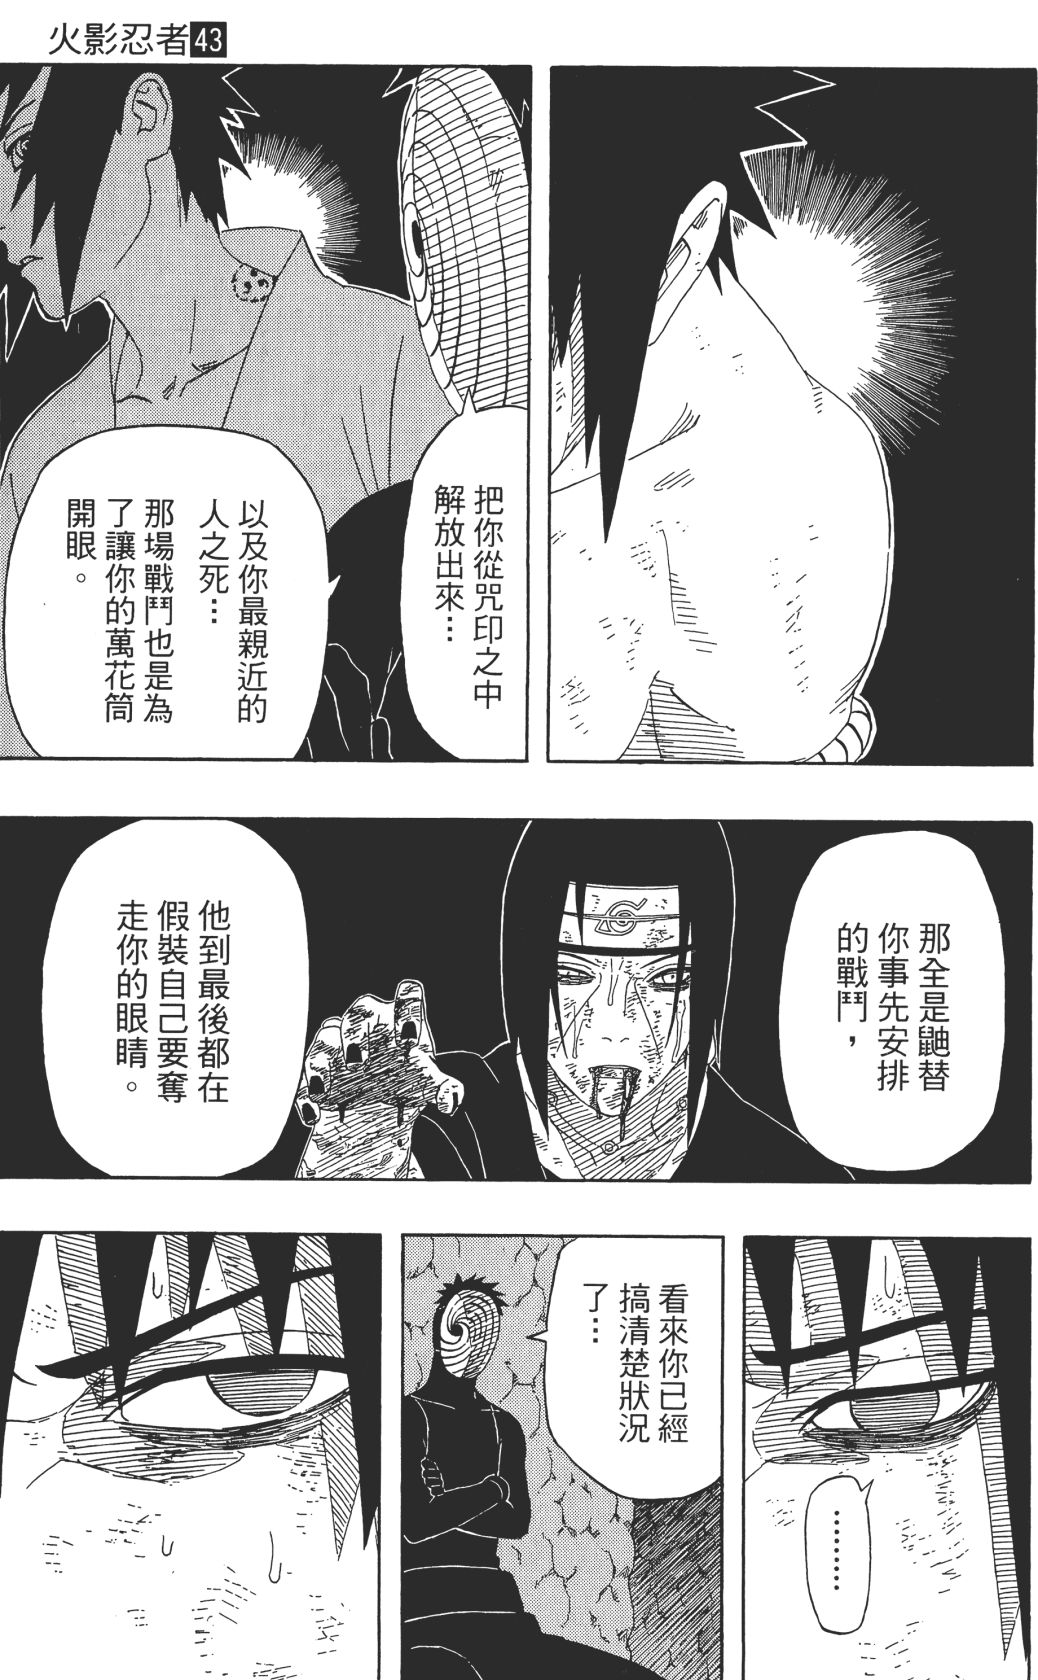 火影忍者43
把你從咒印之中
解放出來…
以及你最親近的
人之死…
那場戰鬥也是為
了讓你的萬花筒
開眼。
那全是鼬替
你事先安排
的戰鬥，
他到最後都在
假裝自己要奪
走你的眼睛。
………
看來你已經
搞清楚狀況
了…